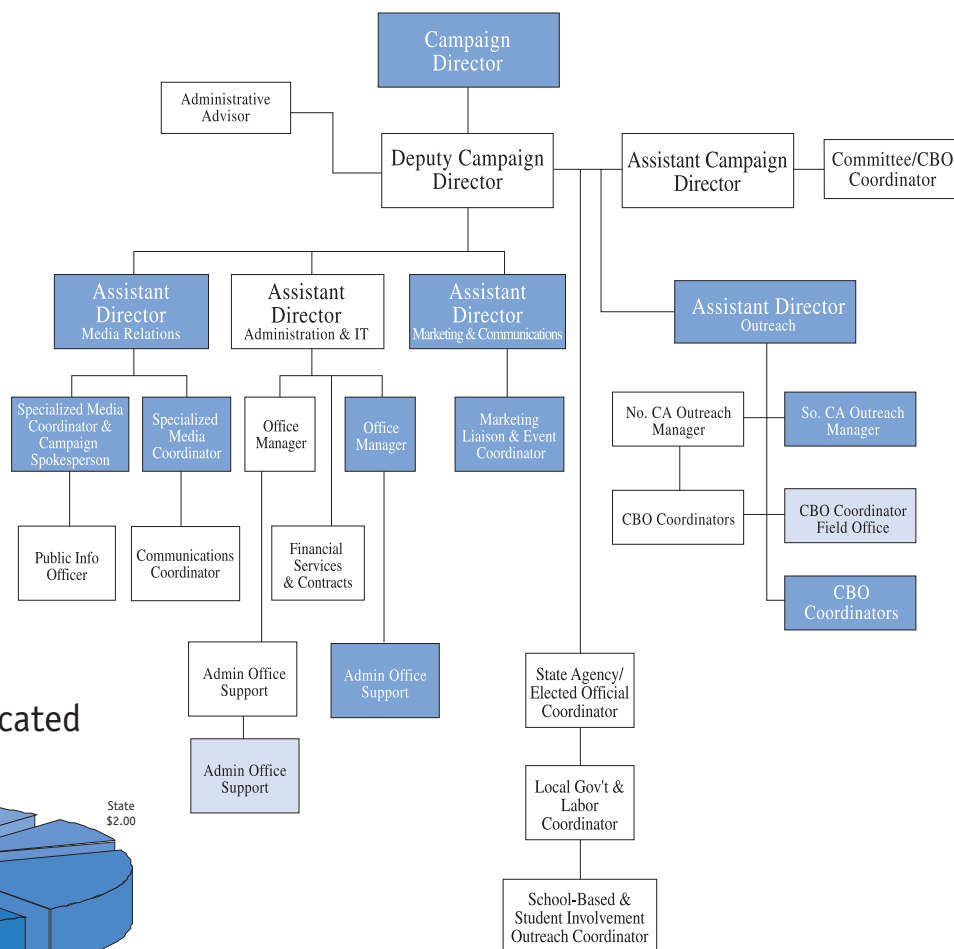 Campaign
Director
Administrative
Advisor
Deputy Campaign
Director
Assistant Campaign
Director
Committee/CBO
Coordinator
Assistant
Director
Media Relations
Assistant
Director
Administration & IT
Assistant
Director
Marketing & Communications
Assistant Director
Outreach
Specialized Media
Coordinator &
Campaign
Spokesperson
Specialized
Media
Coordinator
Office
Manager
Office
Manager
Marketing
Liaison & Event
Coordinator
No. CA Outreach
Manager
So. CA Outreach
Manager
Public Info
Officer
Communications
Coordinator
Financial
Services
& Contracts
CBO Coordinators
CBO Coordinator
Field Office
CBO
Coordinators
Admin Office
Support
Admin Office
Support
State Agency/
Elected Official
Coordinator
cated
Admin Office
Support
Local Gov't &
Labor
Coordinator
State
$2.00
School-Based &
Student Involvement
Outreach Coordinator